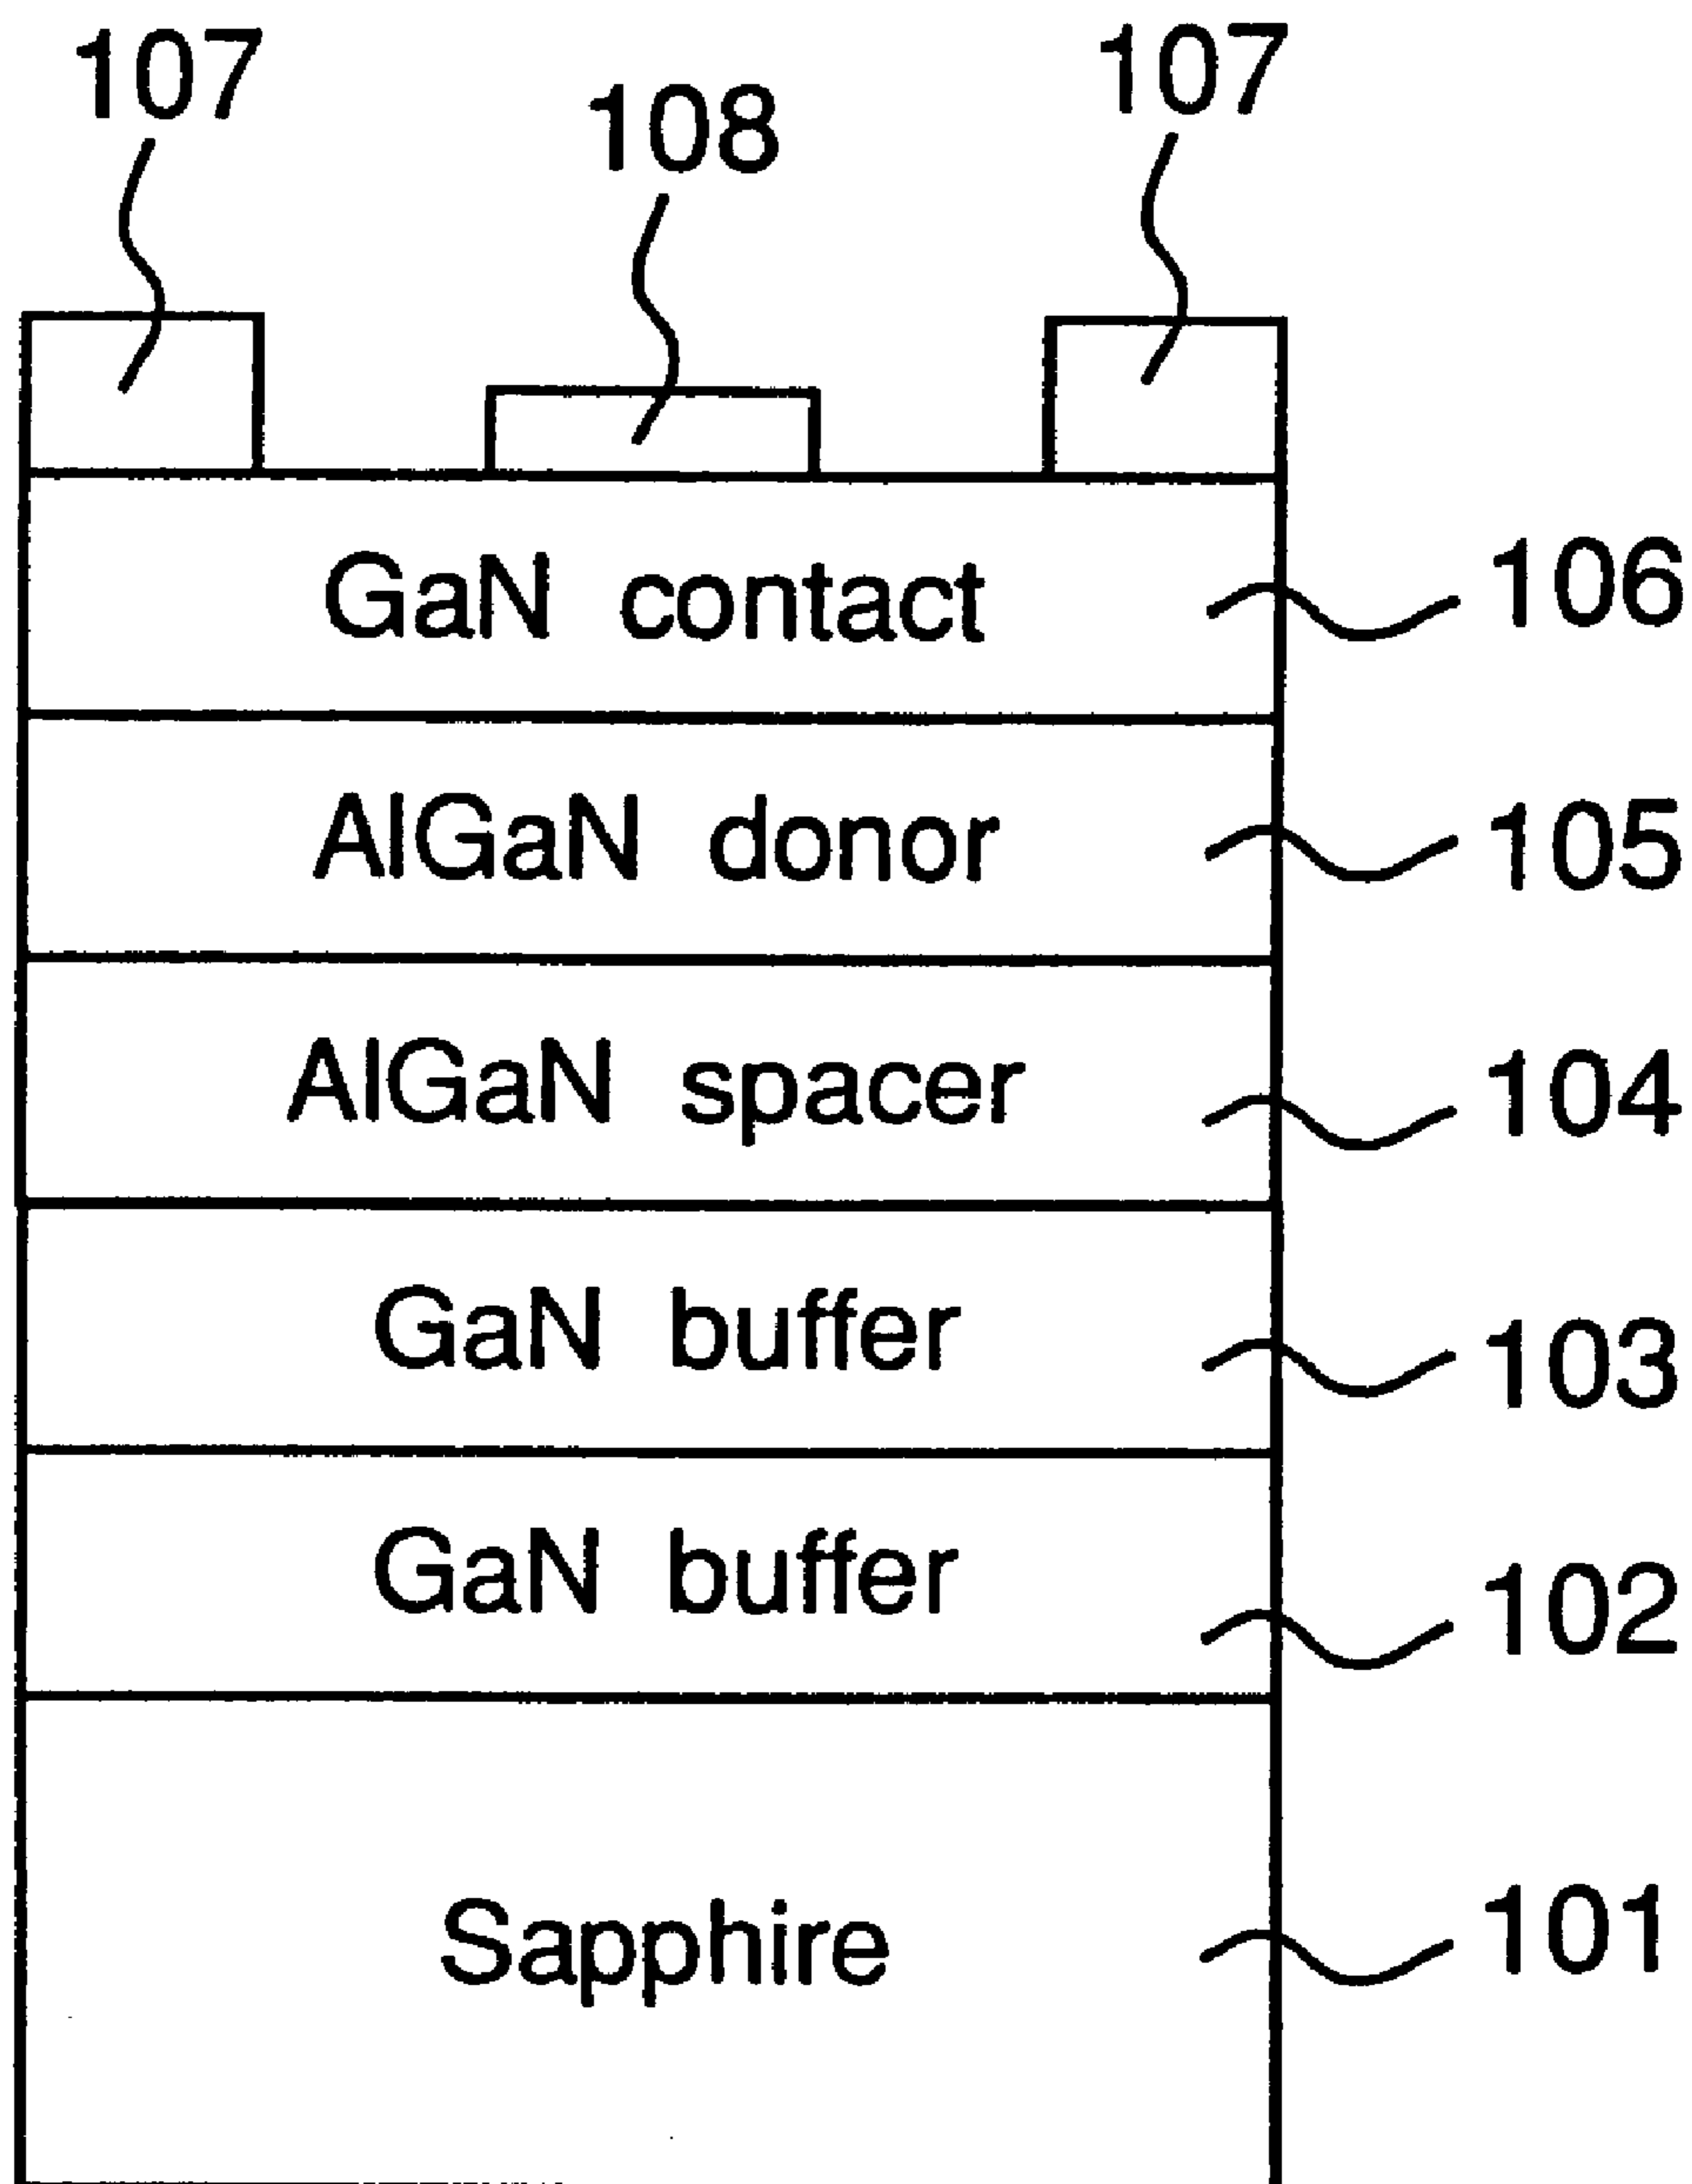 107 107
108
GaN contact 106
AlGaN donor 105
AlGaN spacer 104
GaN buffer 103
GaN buffer 102
Sapphire 101